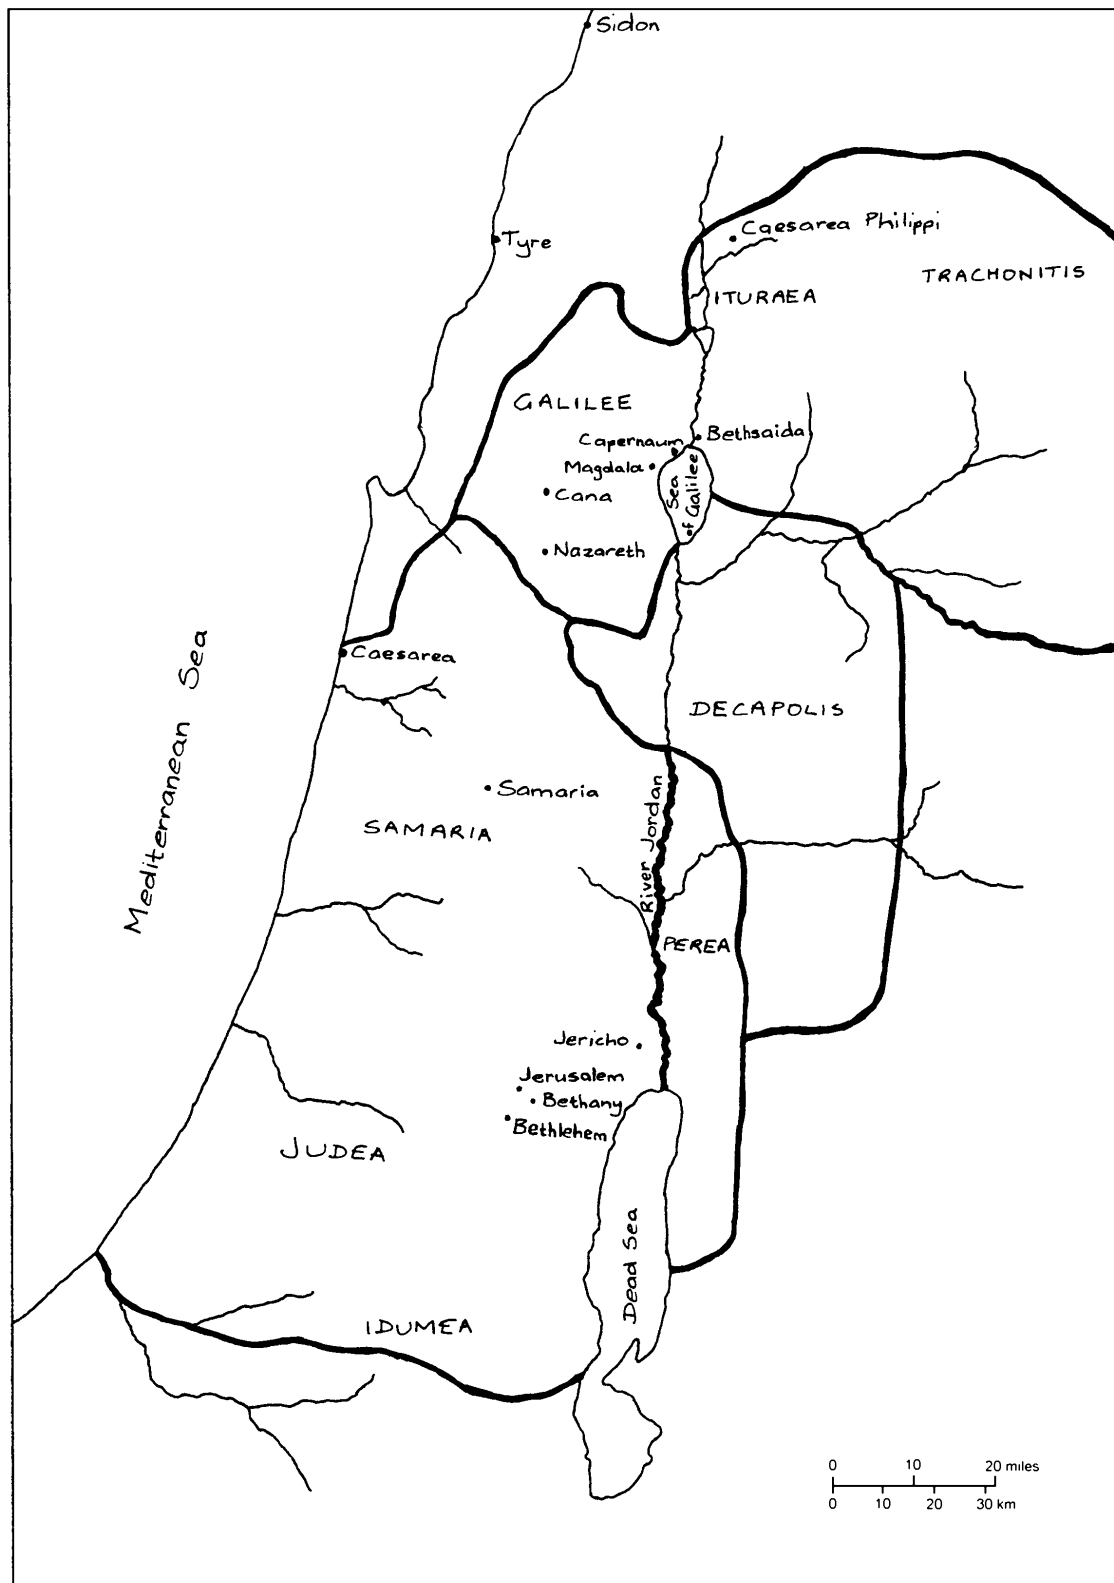 Sidon
Tyre
Caesarea Philippi
TRACHONITIS
ITURAEA
GALILEE
Bethsaida
Capernaum
Magdala
Sea
of Galilee
Cana
Nazareth
Caesarea
Mediterranean Sea
DECAPOLIS
Samaria
SAMARIA
River Jordan
PEREA
Jericho
Jerusalem
Bethany
Bethlehem
JUDEA
Dead Sea
IDUMEA
0 10 20 miles
0 10 20 30 km